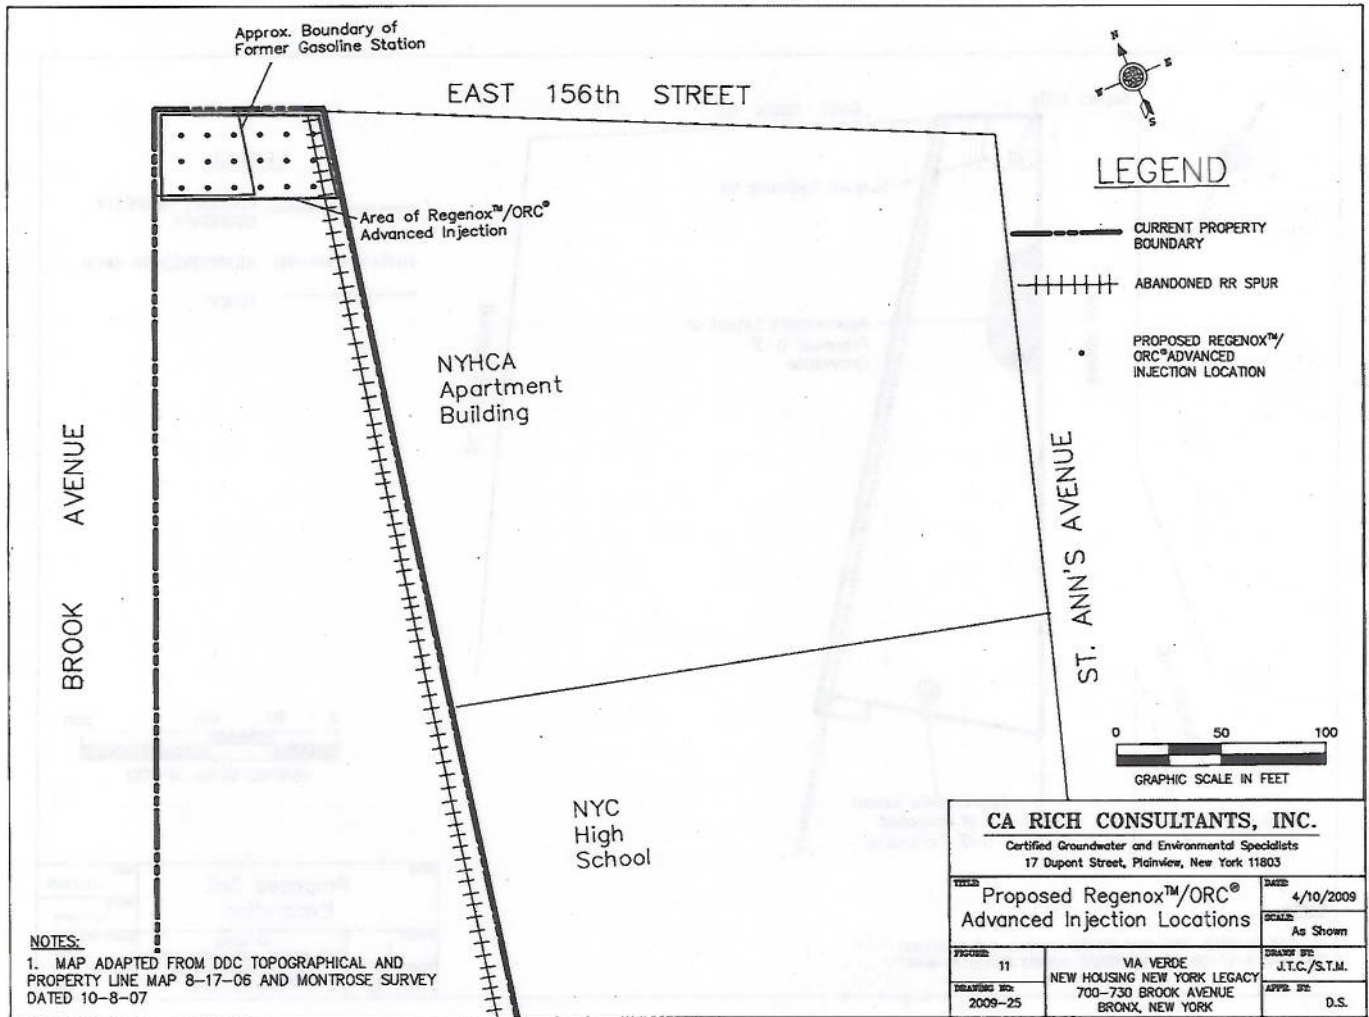 Approx. Boundary of
Former Gasoline Station
EAST 156th STREET
N
E
S
LEGEND
CURRENT PROPERTY
BOUNDARY
ABANDONED RR SPUR
PROPOSED REGENOX™/
ORC®ADVANCED
INJECTION LOCATION
Area of Regenox™/ORC®
Advanced Injection
NYHCA
Apartment
Building
BROOK AVENUE
ST. ANN'S AVENUE
NYC
High
School
0 50 100
GRAPHIC SCALE IN FEET
NOTES:
1. MAP ADAPTED FROM DDC TOPOGRAPHICAL AND
PROPERTY LINE MAP 8-17-06 AND MONTROSE SURVEY
DATED 10-8-07
CA RICH CONSULTANTS, INC.
Certified Groundwater and Environmental Specialists
17 Dupont Street, Plainview, New York 11803
TITLE:
Proposed Regenox™/ORC®
Advanced Injection Locations
DATE:
4/10/2009
SCALE:
As Shown
FIGURE:
11
DRAWING NO:
2009-25
VIA VERDE
NEW HOUSING NEW YORK LEGACY
700-730 BROOK AVENUE
BRONX, NEW YORK
DRAWN BY:
J.T.C./S.T.M.
APPR. BY:
D.S.